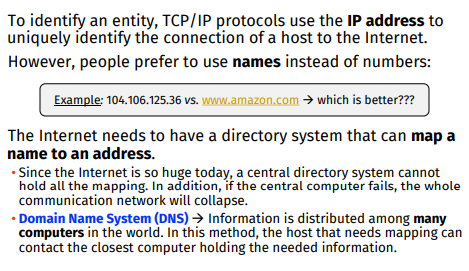 To identify an entity, TCP/IP protocols use the IP address to
uniquely identify the connection of a host to the Internet.
However, people prefer to use names instead of numbers:
Example: 104.106.125.36 vs. www.amazon.com → which is better???
The Internet needs to have a directory system that can map a
name to an address.
• Since the Internet is so huge today, a central directory system cannot
hold all the mapping. In addition, if the central computer fails, the whole
communication network will collapse.
• Domain Name System (DNS) → Information is distributed among many
computers in the world. In this method, the host that needs mapping can
contact the closest computer holding the needed information.